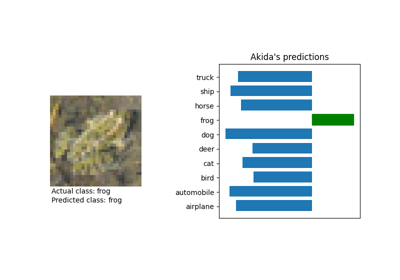 Akida's predictions
truck
ship
horse
frog
dog
deer
cat
bird
automobile
airplane
Actual class: frog
Predicted class: frog